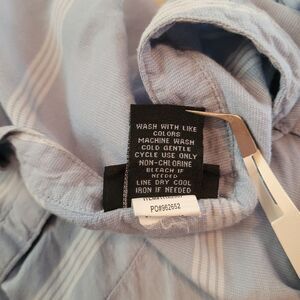 WASH WITH LIKE
COLORS
MACHINE WASH
COLD GENTLE
CYCLE USE ONLY
NON-CHLORINE
BLEACH IF
NEEDED
LINE DRY COOL
IRON IF NEEDED
PO#962652